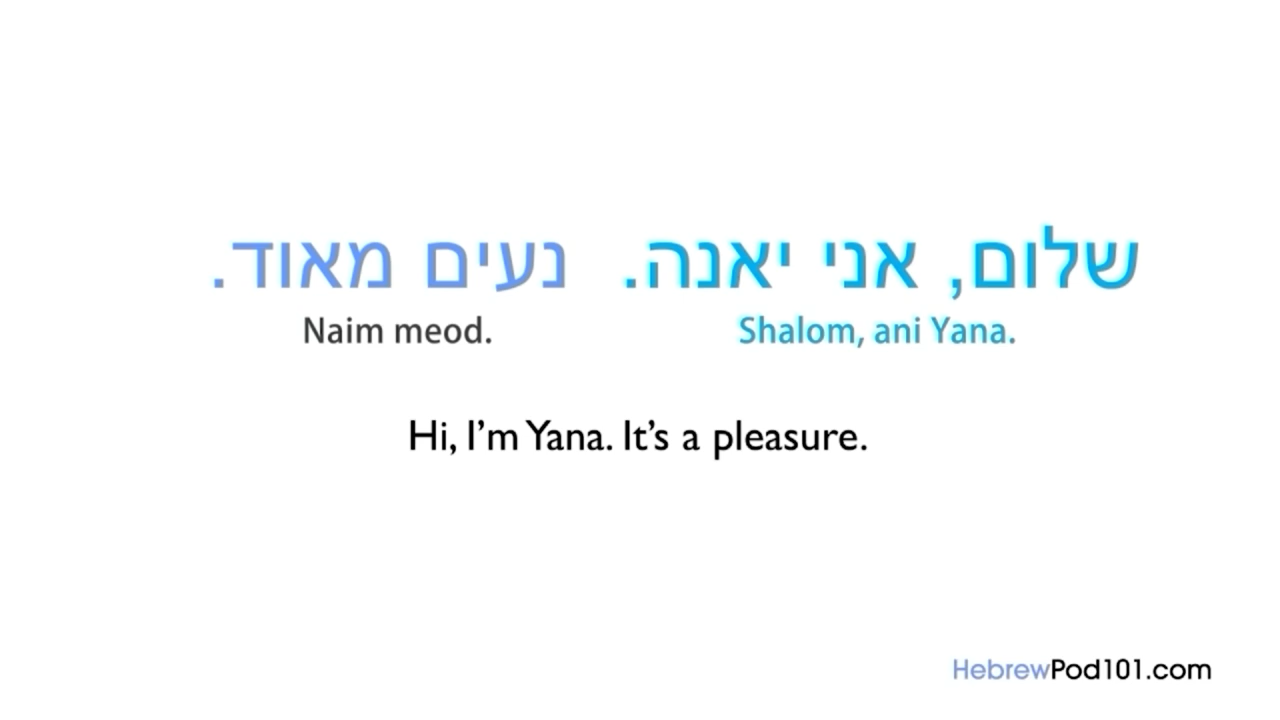 שלום, אני יאנה. נעים מאוד.
Naim meod. Shalom, ani Yana.
Hi, I'm Yana. It's a pleasure.
HebrewPod101.com